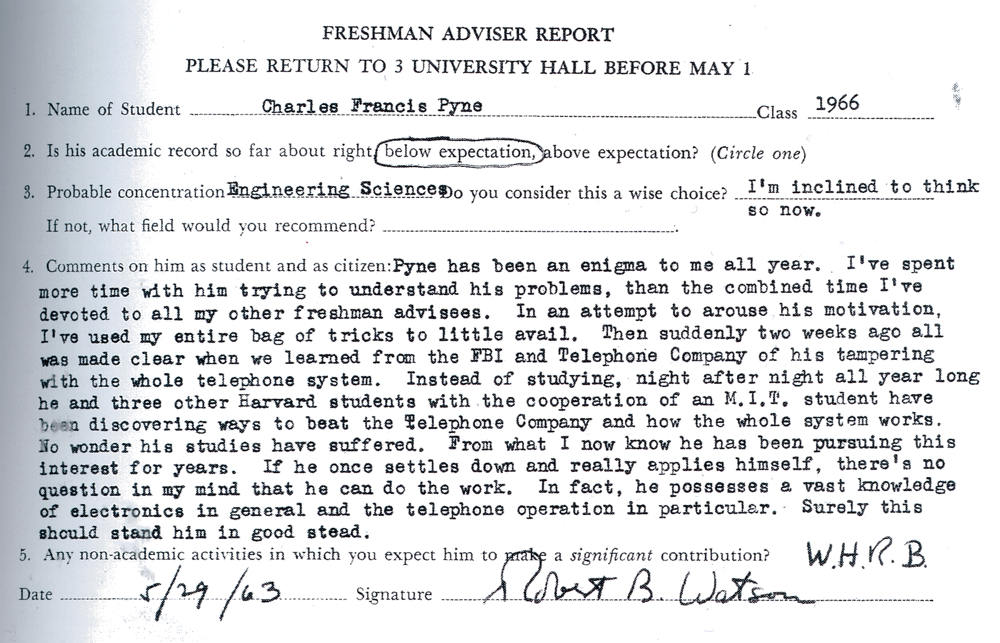 FRESHMAN ADVISER REPORT
PLEASE RETURN TO 3 UNIVERSITY HALL BEFORE MAY 1
1. Name of Student Charles Francis Pyne Class 1966
2. Is his academic record so far about right, below expectation, above expectation? (Circle one)
3. Probable concentration Engineering Sciences Do you consider this a wise choice? I'm inclined to think
so now.
If not, what field would you recommend? .
4. Comments on him as student and as citizen: Pyne has been an enigma to me all year. I've spent
more time with him trying to understand his problems, than the combined time I've
devoted to all my other freshman advisees. In an attempt to arouse his motivation,
I've used my entire bag of tricks to little avail. Then suddenly two weeks ago all
was made clear when we learned from the FBI and Telephone Company of his tampering
with the whole telephone system. Instead of studying, night after night all year long
he and three other Harvard students with the cooperation of an M.I.T. student have
been discovering ways to beat the Telephone Company and how the whole system works.
No wonder his studies have suffered. From what I now know he has been pursuing this
interest for years. If he once settles down and really applies himself, there's no
question in my mind that he can do the work. In fact, he possesses a vast knowledge
of electronics in general and the telephone operation in particular. Surely this
should stand him in good stead.
5. Any non-academic activities in which you expect him to make a significant contribution? W.H.R.B.
Date 5/29/63 Signature Robert B. Watson